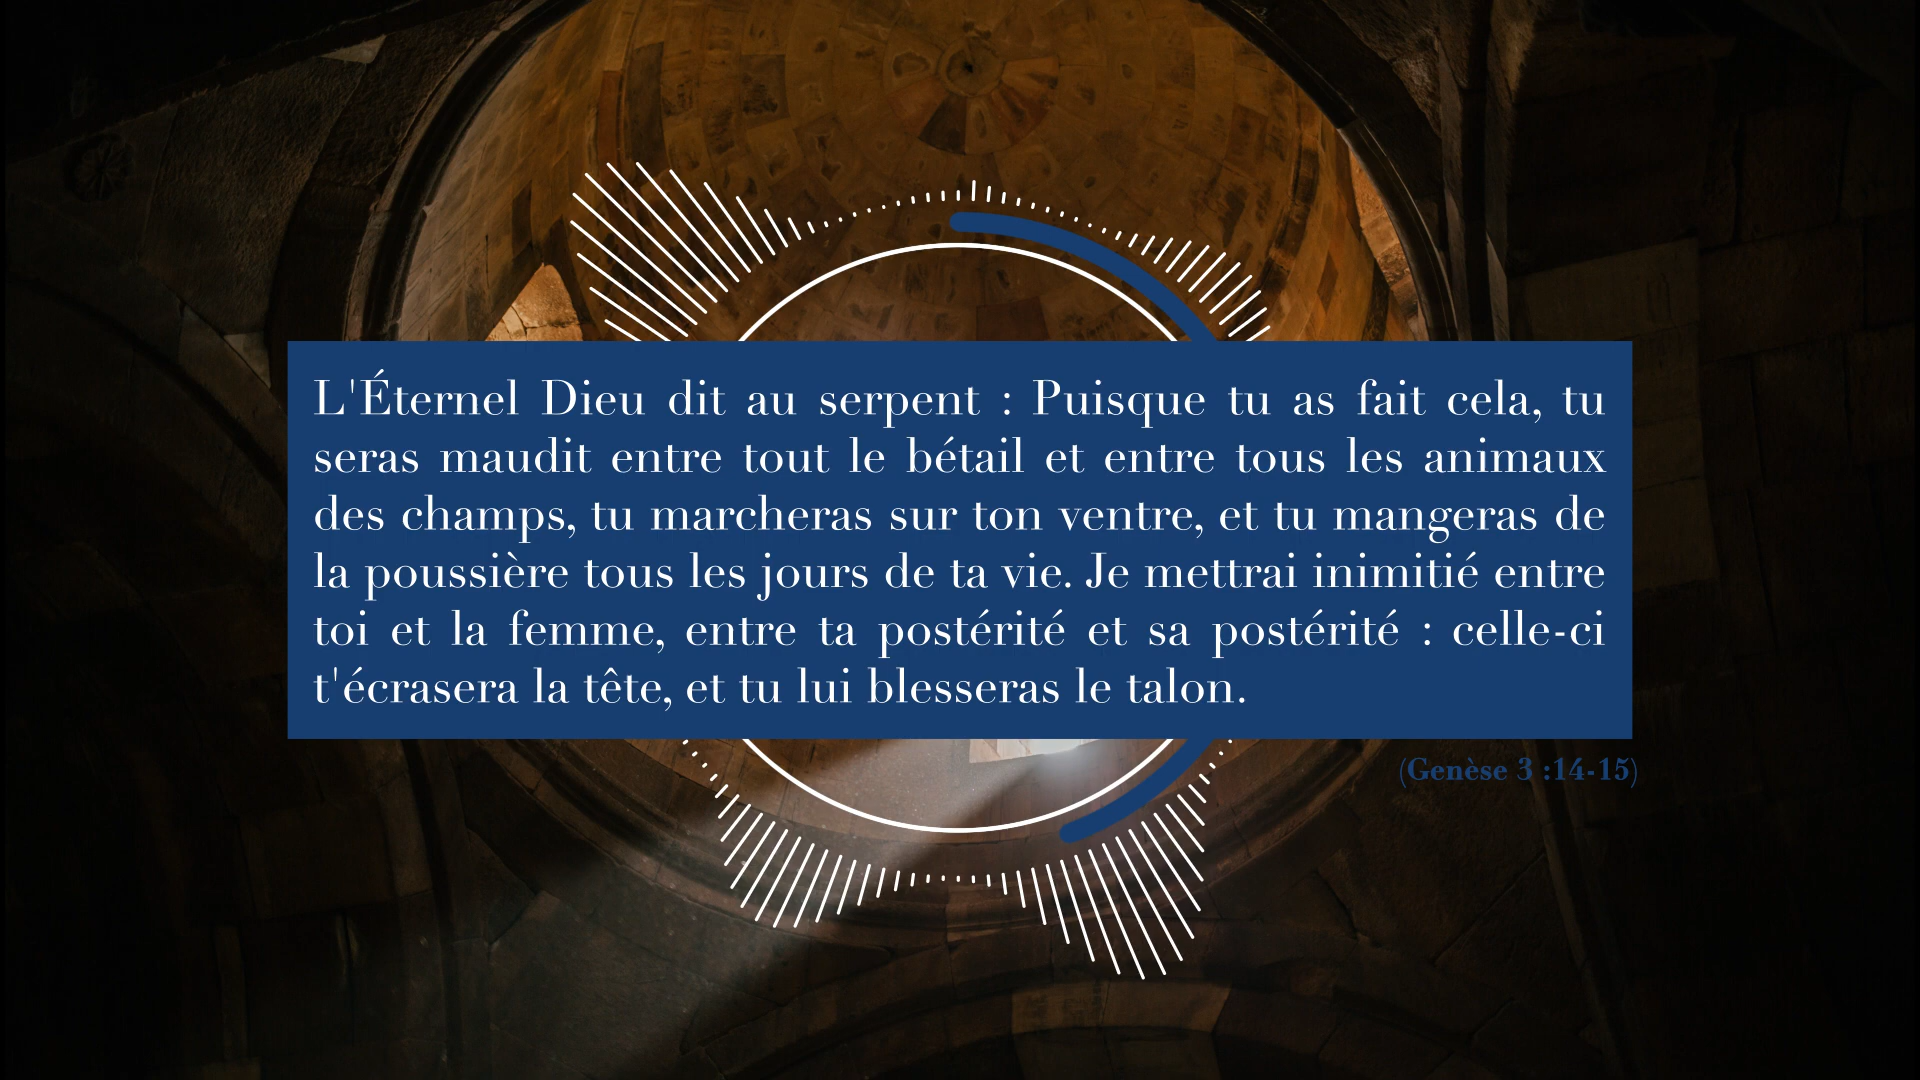 L'Éternel Dieu dit au serpent : Puisque tu as fait cela, tu
seras maudit entre tout le bétail et entre tous les animaux
des champs, tu marcheras sur ton ventre, et tu mangeras de
la poussière tous les jours de ta vie. Je mettrai inimitié entre
toi et la femme, entre ta postérité et sa postérité : celle-ci
t'écrasera la tête, et tu lui blesseras le talon.
(Genèse 3 :14-15)